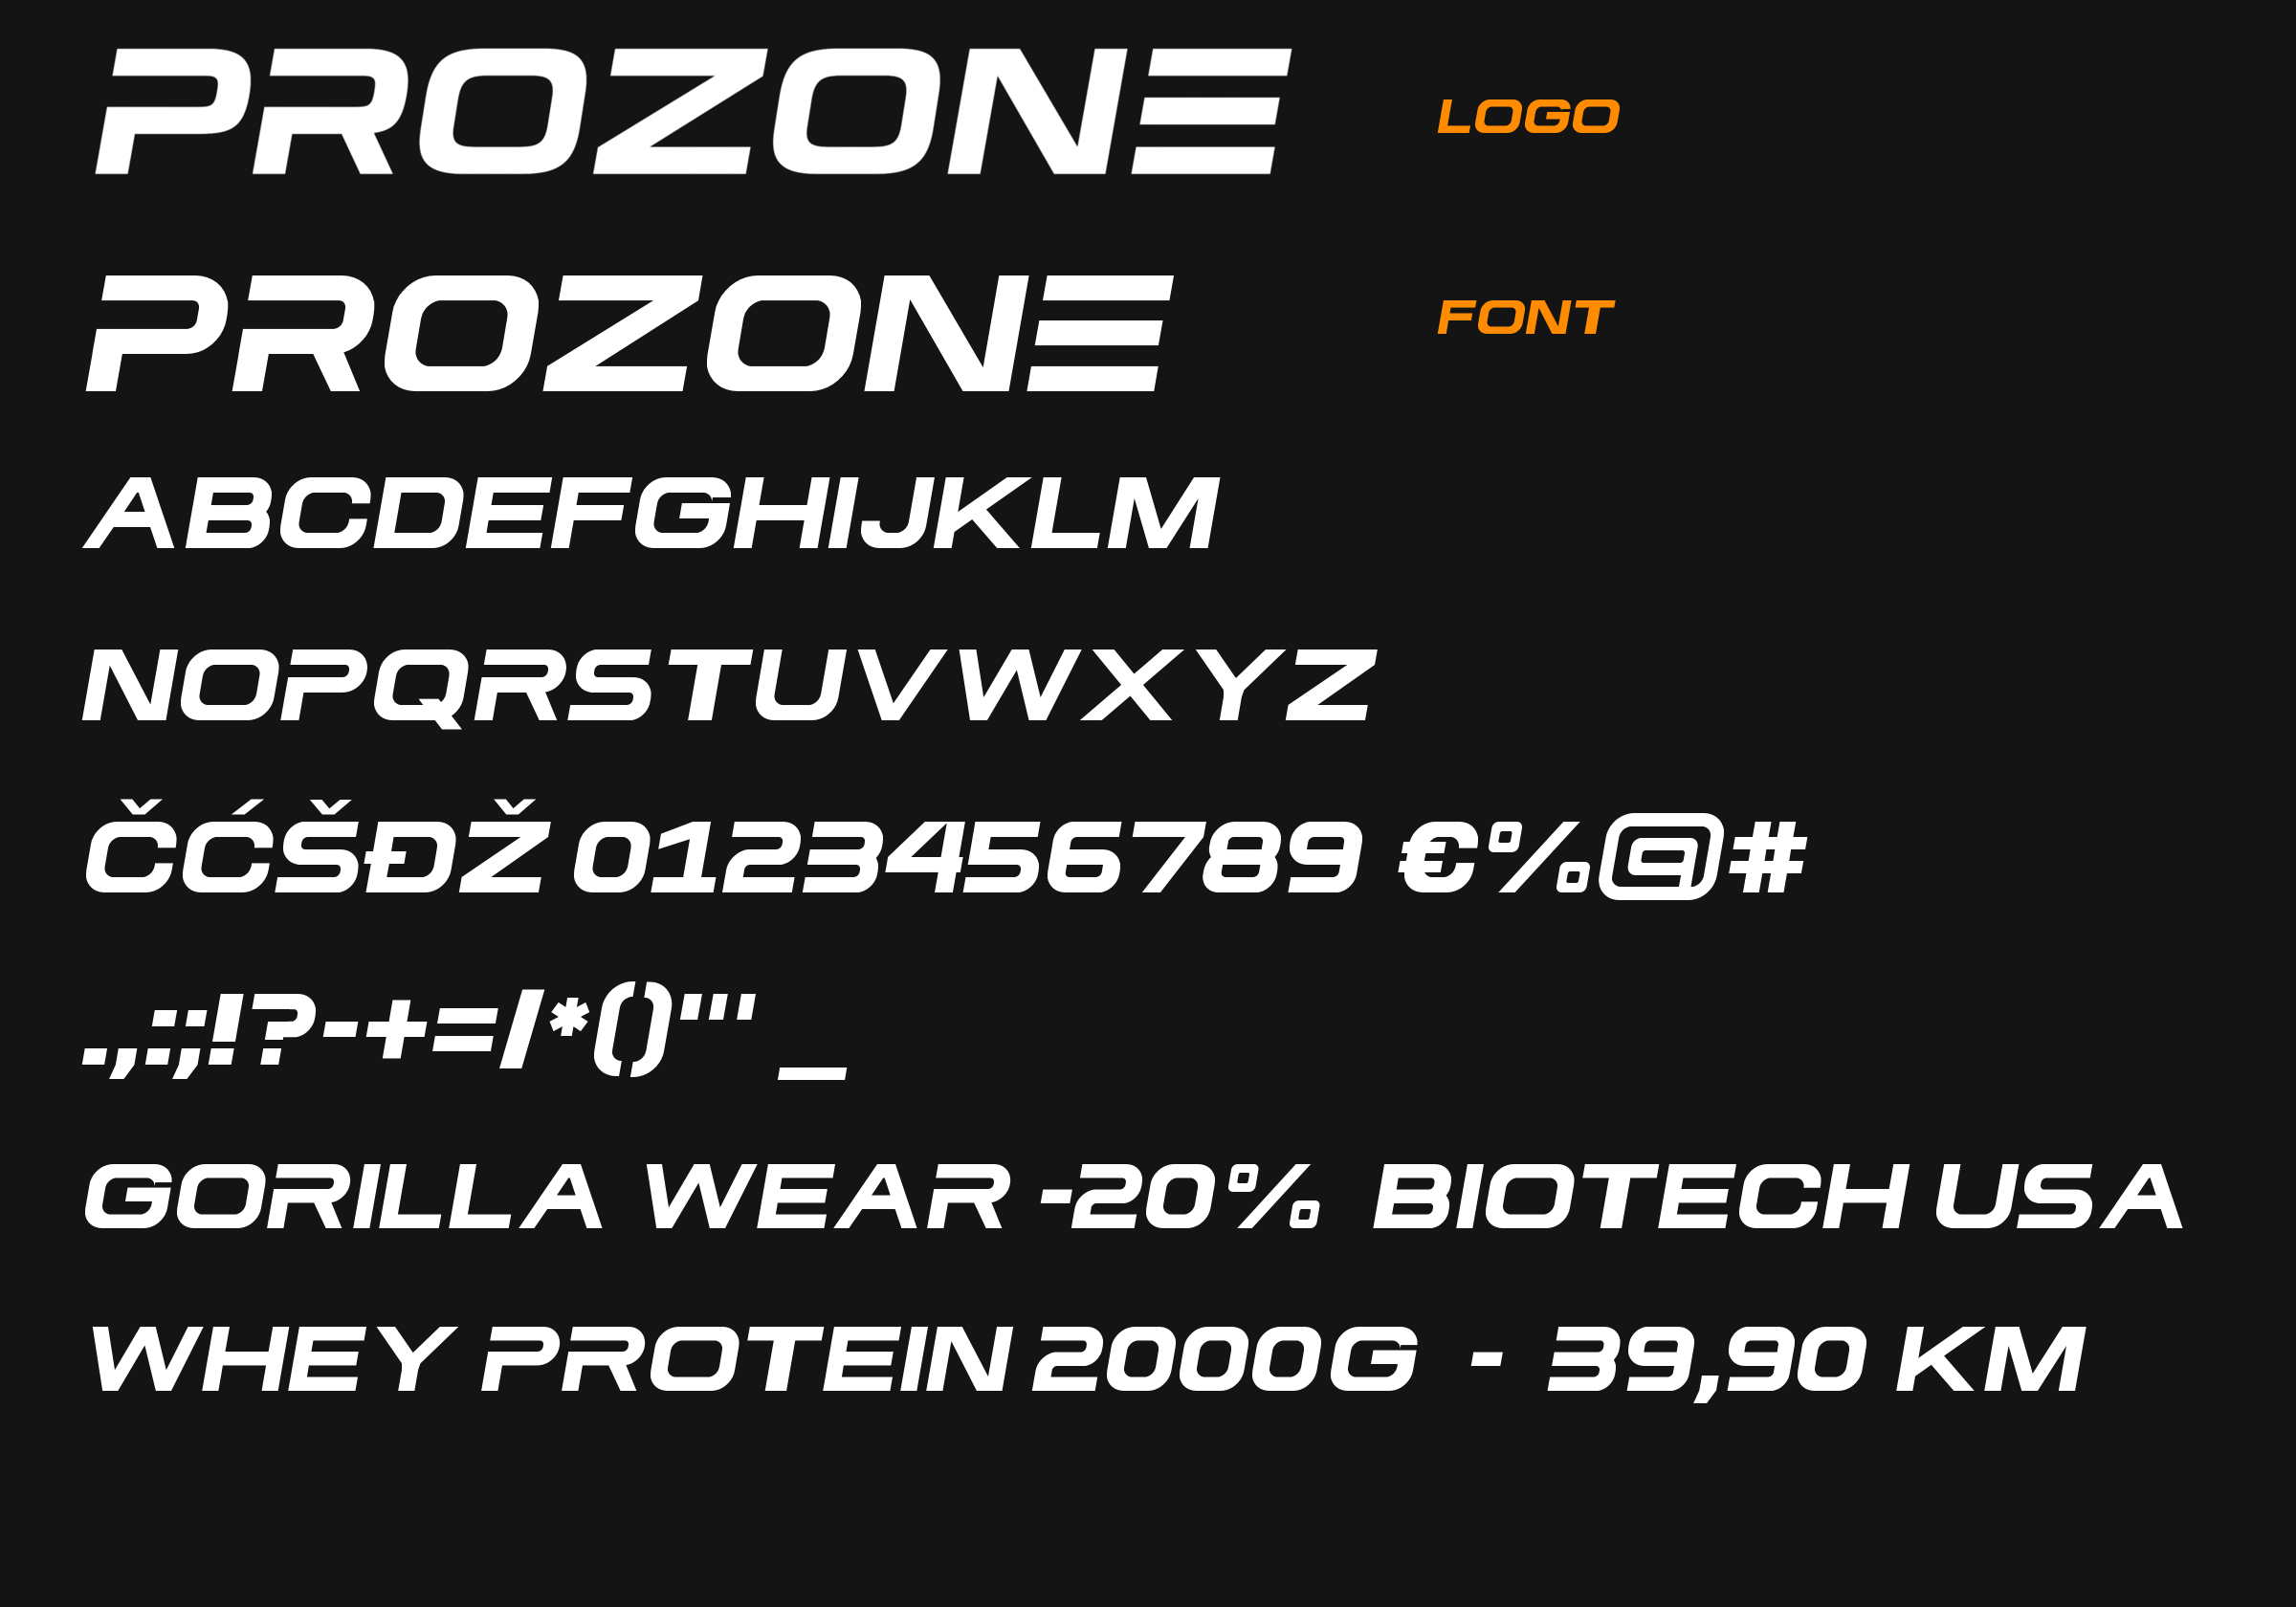 PROZONE LOGO
PROZONE FONT
ABCDEFGHIJKLM
NOPQRSTUVWXYZ
ČĆŠĐŽ 0123456789 €%@#
.,:;!?-+=/*()"' _
GORILLA WEAR -20% BIOTECH USA
WHEY PROTEIN 2000G - 39,90 KM